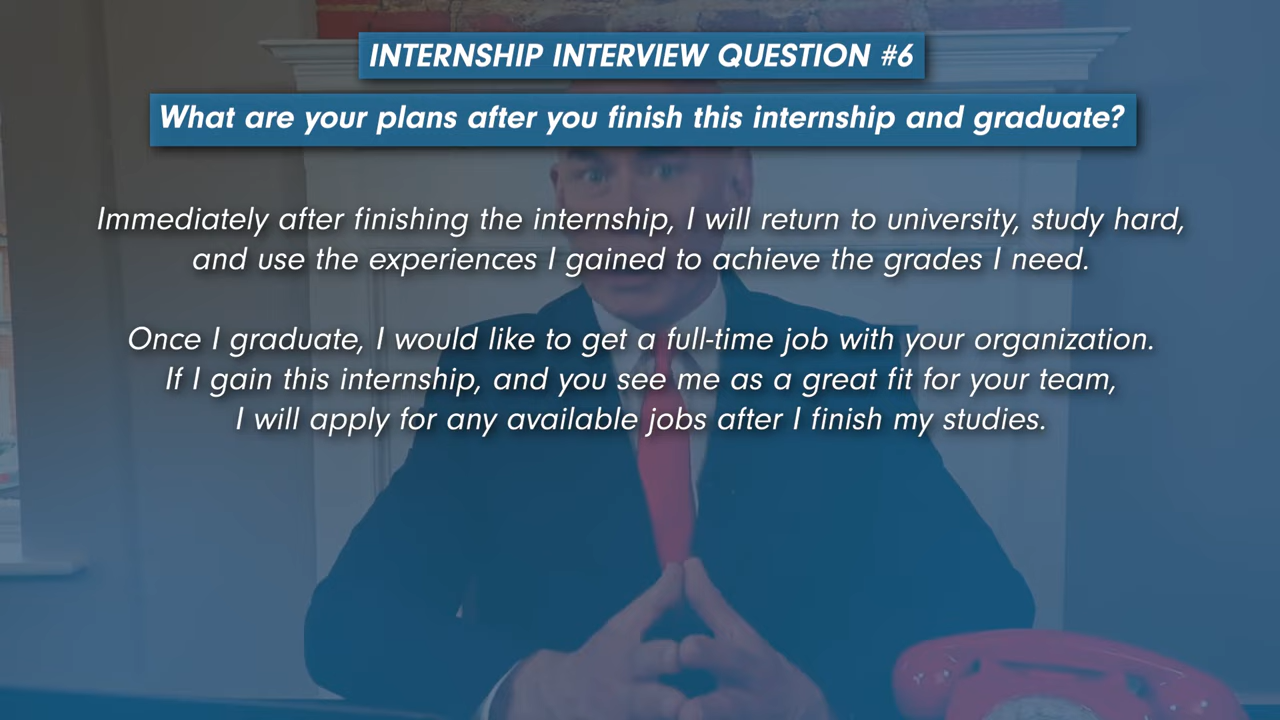 INTERNSHIP INTERVIEW QUESTION #6
What are your plans after you finish this internship and graduate?
Immediately after finishing the internship, I will return to university, study hard,
and use the experiences I gained to achieve the grades I need.
Once I graduate, I would like to get a full-time job with your organization.
If I gain this internship, and you see me as a great fit for your team,
I will apply for any available jobs after I finish my studies.